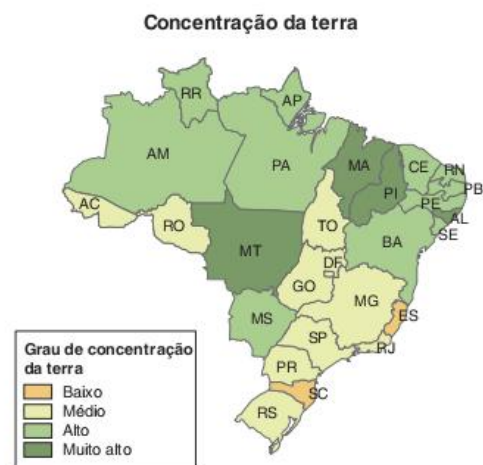 Concentração da terra
RR
AP
AM
PA
MA
CE
RN
PB
PI
PE
AL
SE
AC
RO
TO
BA
MT
DF
GO
MG
ES
MS
SP
RJ
PR
SC
RS
Grau de concentração
da terra
Baixo
Médio
Alto
Muito alto